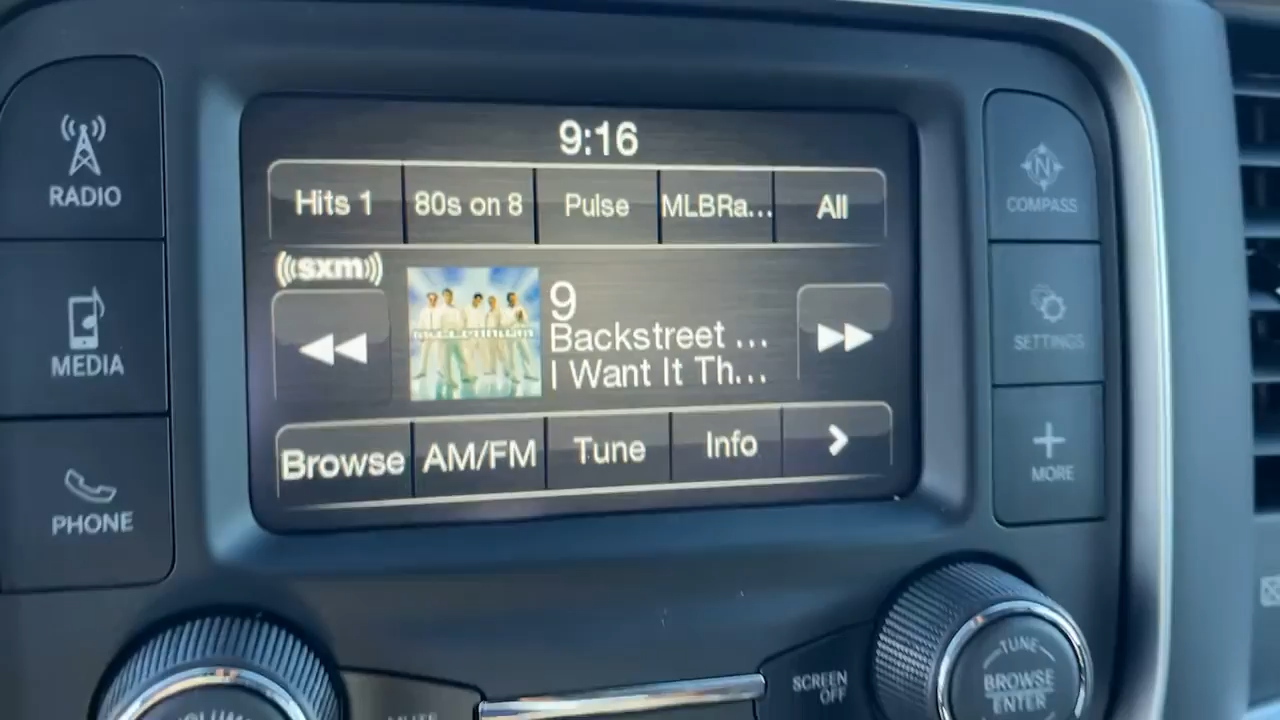 9:16
Hits 1
80s on 8
Pulse
MLBRa...
All
((sxm))
9
Backstreet ...
I Want It Th...
MILLENNIUM
Browse
AM/FM
Tune
Info
RADIO
MEDIA
PHONE
COMPASS
N
SETTINGS
MORE
SCREEN
OFF
TUNE
BROWSE
ENTER